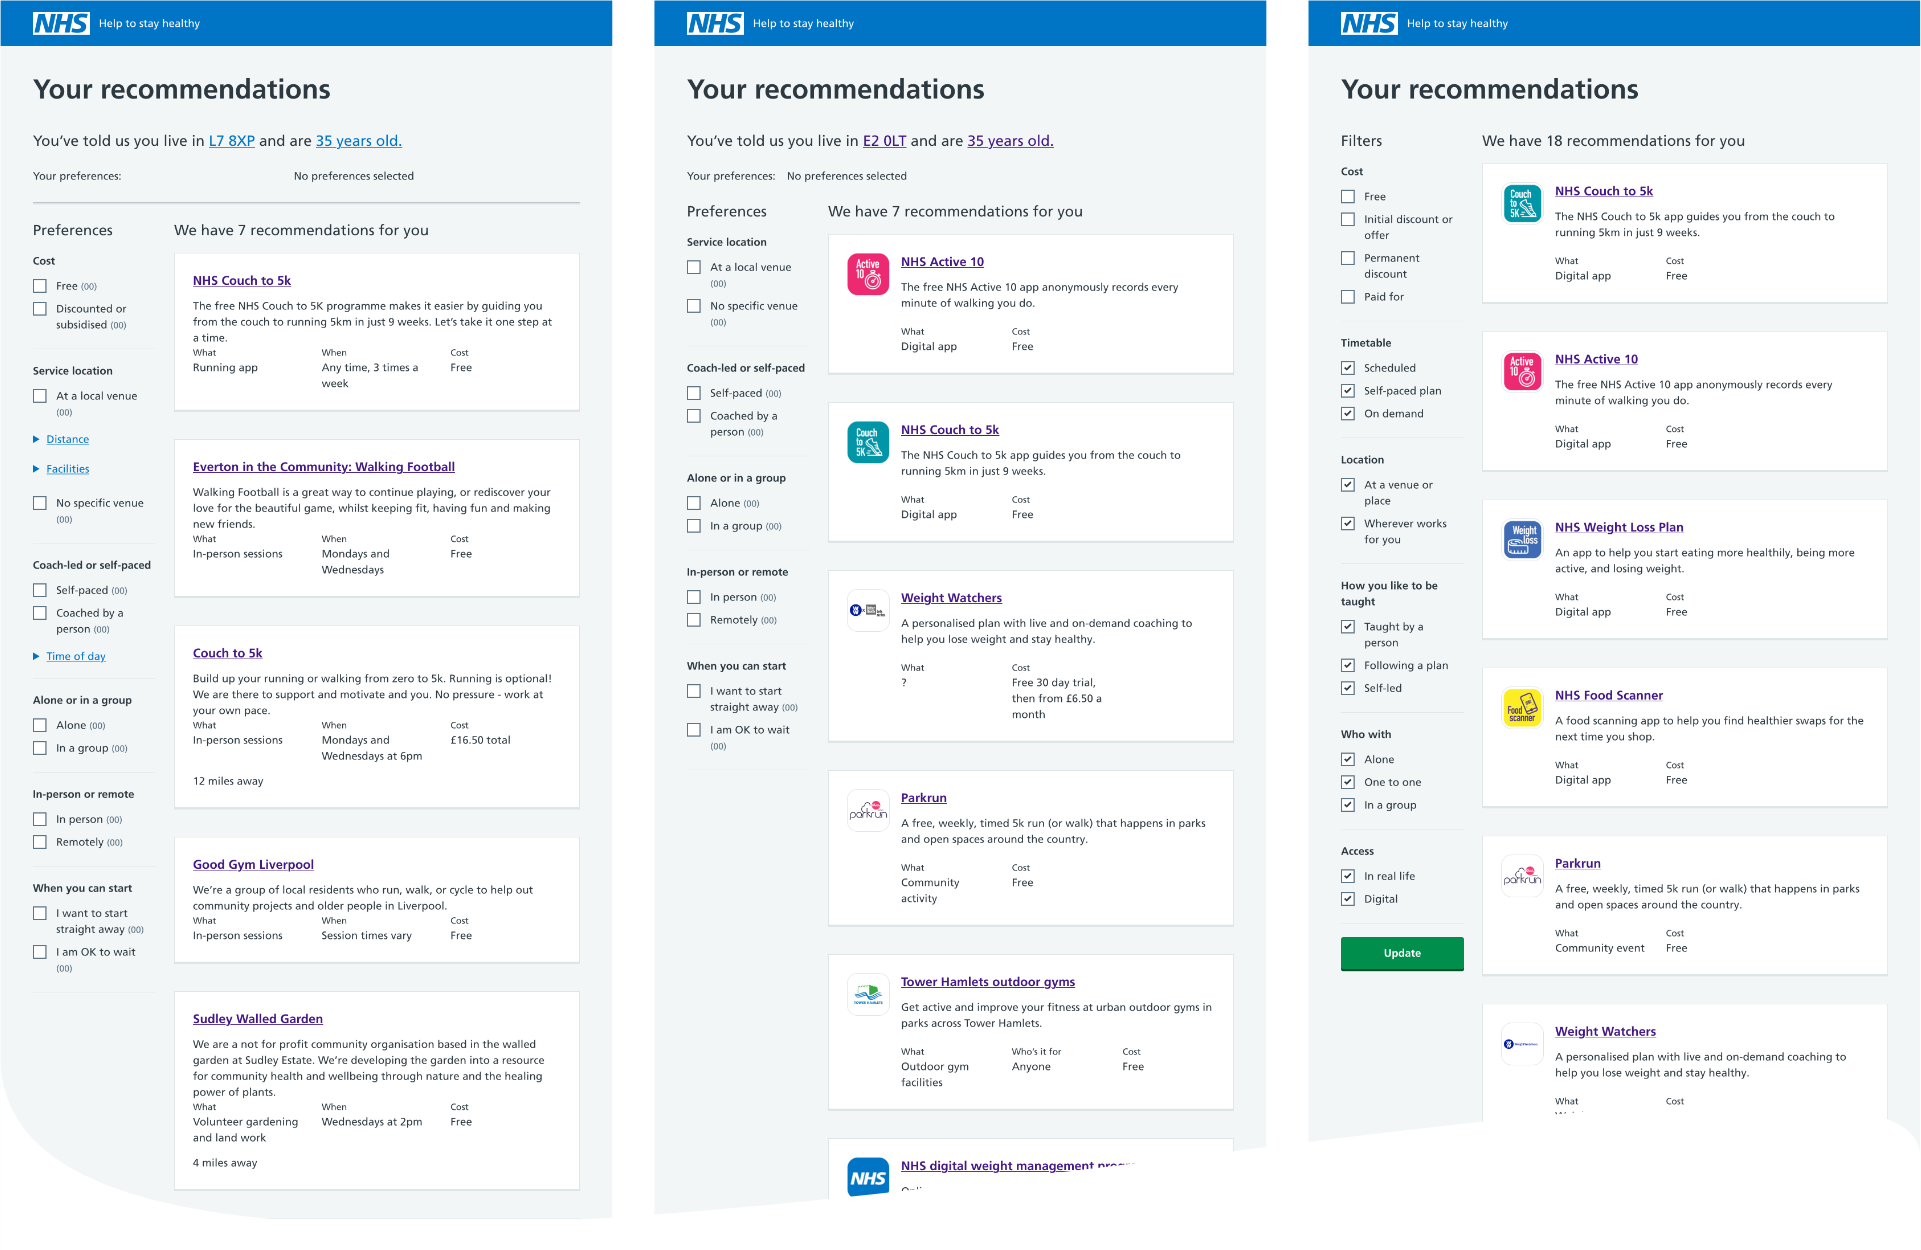 NHS Help to stay healthy
Your recommendations
You've told us you live in L7 8XP and are 35 years old.
Your preferences: No preferences selected
Preferences
Cost
Free (00)
Discounted or
subsidised (00)
Service location
At a local venue
(00)
Distance
Facilities
No specific venue
(00)
Coach-led or self-paced
Self-paced (00)
Coached by a
person (00)
Time of day
Alone or in a group
Alone (00)
In a group (00)
In-person or remote
In person (00)
Remotely (00)
When you can start
I want to start
straight away (00)
I am OK to wait
(00)
We have 7 recommendations for you
NHS Couch to 5k
The free NHS Couch to 5K programme makes it easier by guiding you
from the couch to running 5km in just 9 weeks. Let's take it one step at
a time.
What When Cost
Running app Any time, 3 times a Free
week
Everton in the Community: Walking Football
Walking Football is a great way to continue playing, or rediscover your
love for the beautiful game, whilst keeping fit, having fun and making
new friends.
What When Cost
In-person sessions Mondays and Free
Wednesdays
Couch to 5k
Build up your running or walking from zero to 5k. Running is optional!
We are there to support and motivate and you. No pressure - work at
your own pace.
What When Cost
In-person sessions Mondays and £16.50 total
Wednesdays at 6pm
12 miles away
Good Gym Liverpool
We're a group of local residents who run, walk, or cycle to help out
community projects and older people in Liverpool.
What When Cost
In-person sessions Session times vary Free
Sudley Walled Garden
We are a not for profit community organisation based in the walled
garden at Sudley Estate. We're developing the garden into a resource
for community health and wellbeing through nature and the healing
power of plants.
What When Cost
Volunteer gardening Wednesdays at 2pm Free
and land work
4 miles away
NHS Help to stay healthy
Your recommendations
You've told us you live in E2 0LT and are 35 years old.
Your preferences: No preferences selected
Preferences
Service location
At a local venue
(00)
No specific venue
(00)
Coach-led or self-paced
Self-paced (00)
Coached by a
person (00)
Alone or in a group
Alone (00)
In a group (00)
In-person or remote
In person (00)
Remotely (00)
When you can start
I want to start
straight away (00)
I am OK to wait
(00)
We have 7 recommendations for you
Active
10
NHS Active 10
The free NHS Active 10 app anonymously records every
minute of walking you do.
What Cost
Digital app Free
Couch
to
5K
NHS Couch to 5k
The NHS Couch to 5k app guides you from the couch to
running 5km in just 9 weeks.
What Cost
Digital app Free
Weight Watchers
A personalised plan with live and on-demand coaching to
help you lose weight and stay healthy.
What Cost
? Free 30 day trial,
then from £6.50 a
month
parkrun
Parkrun
A free, weekly, timed 5k run (or walk) that happens in parks
and open spaces around the country.
What Cost
Community Free
activity
TOWER HAMLETS
Tower Hamlets outdoor gyms
Get active and improve your fitness at urban outdoor gyms in
parks across Tower Hamlets.
What Who's it for Cost
Outdoor gym Anyone Free
facilities
NHS
NHS digital weight management
NHS Help to stay healthy
Your recommendations
Filters
Cost
Free
Initial discount or
offer
Permanent
discount
Paid for
Timetable
Scheduled
Self-paced plan
On demand
Location
At a venue or
place
Wherever works
for you
How you like to be
taught
Taught by a
person
Following a plan
Self-led
Who with
Alone
One to one
In a group
Access
In real life
Digital
Update
We have 18 recommendations for you
Couch
to
5K
NHS Couch to 5k
The NHS Couch to 5k app guides you from the couch to
running 5km in just 9 weeks.
What Cost
Digital app Free
Active
10
NHS Active 10
The free NHS Active 10 app anonymously records every
minute of walking you do.
What Cost
Digital app Free
Weight
loss
NHS Weight Loss Plan
An app to help you start eating more healthily, being more
active, and losing weight.
What Cost
Digital app Free
Food
scanner
NHS Food Scanner
A food scanning app to help you find healthier swaps for the
next time you shop.
What Cost
Digital app Free
parkrun
Parkrun
A free, weekly, timed 5k run (or walk) that happens in parks
and open spaces around the country.
What Cost
Community event Free
Weight Watchers
A personalised plan with live and on-demand coaching to
help you lose weight and stay healthy.
What Cost